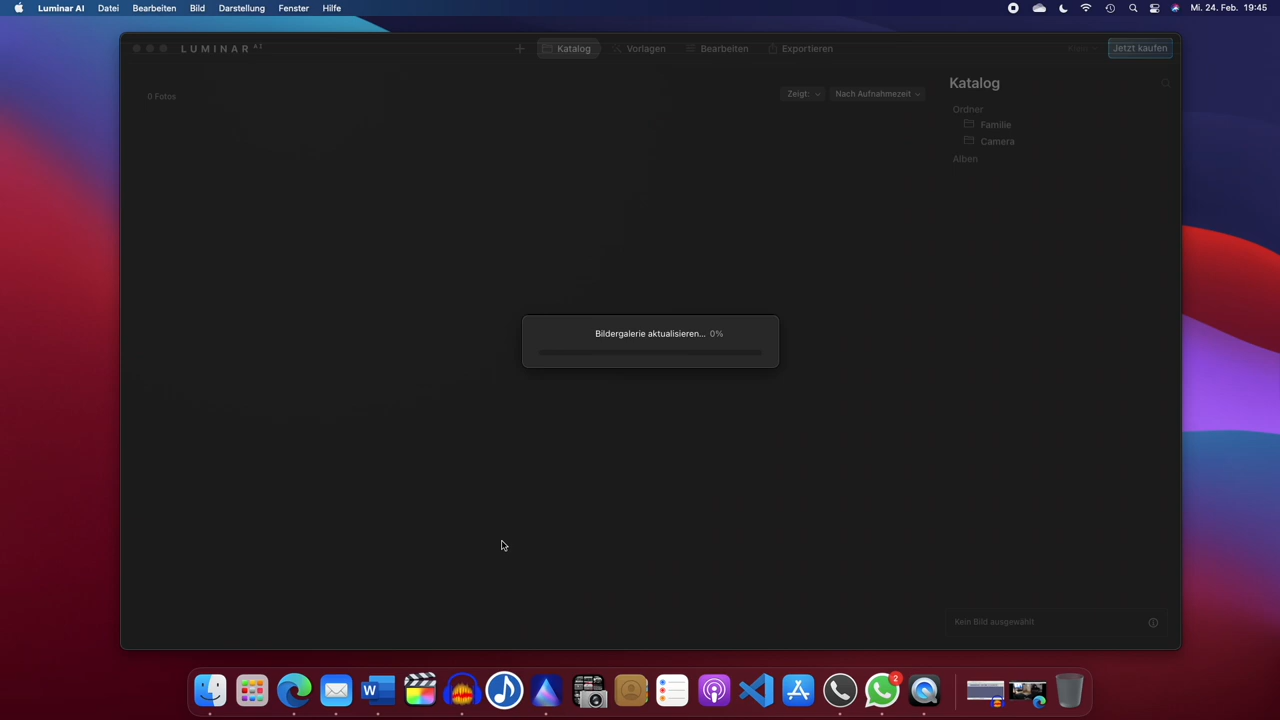 Luminar AI Datei Bearbeiten Bild Darstellung Fenster Hilfe Mi. 24. Feb. 19:45
LUMINAR AI Katalog Vorlagen Bearbeiten Exportieren Jetzt kaufen
Katalog
0 Fotos Zeigt: Nach Aufnahmezeit
Ordner
Familie
Camera
Alben
Bildergalerie aktualisieren... 0%
Kein Bild ausgewählt
2
W